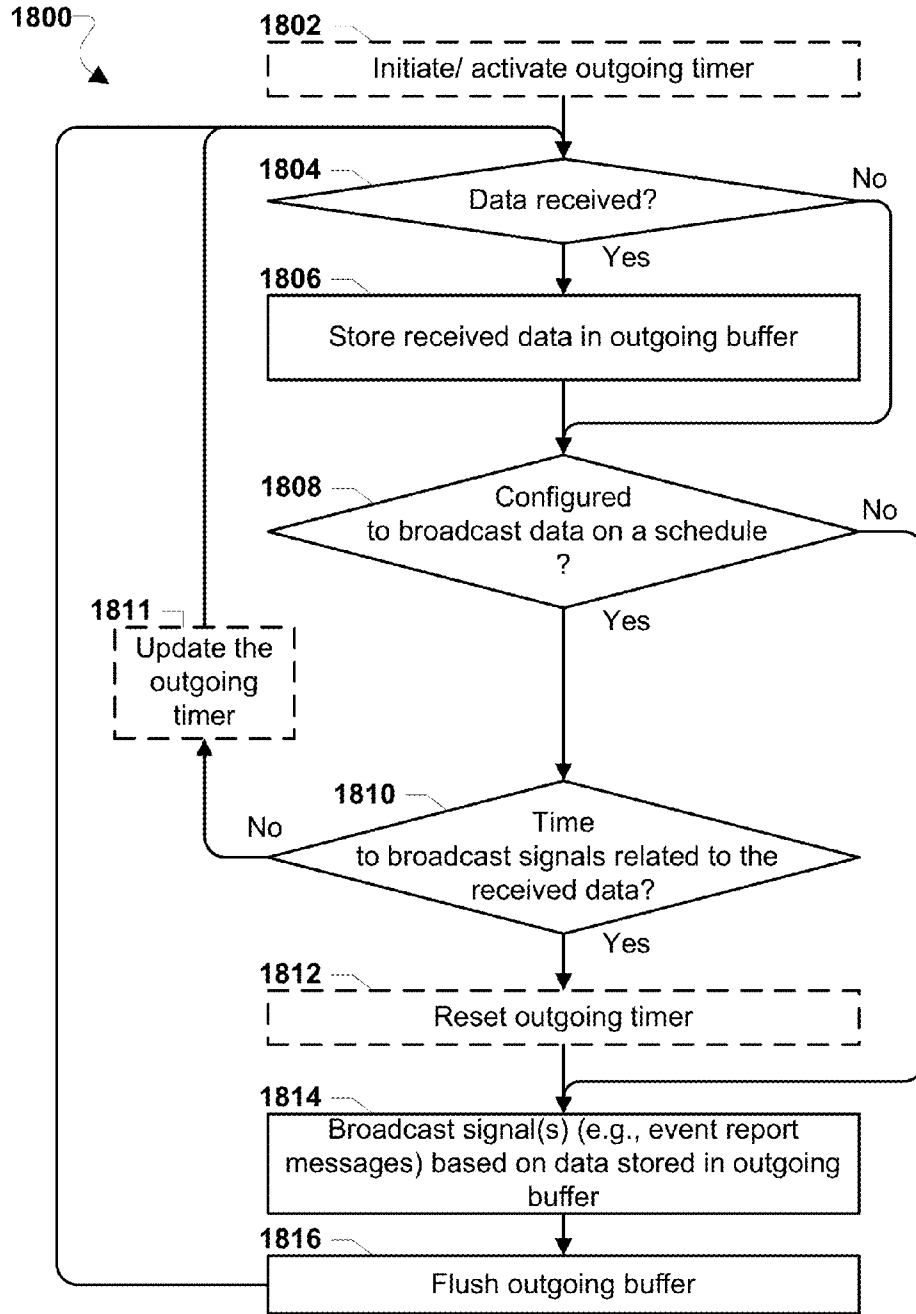 1800
1802
Initiate/ activate outgoing timer
1804
Data received?
No
Yes
1806
Store received data in outgoing buffer
1808
Configured
to broadcast data on a schedule
?
No
Yes
1811
Update the
outgoing
timer
1810
Time
to broadcast signals related to the
received data?
No
Yes
1812
Reset outgoing timer
1814
Broadcast signal(s) (e.g., event report
messages) based on data stored in outgoing
buffer
1816
Flush outgoing buffer